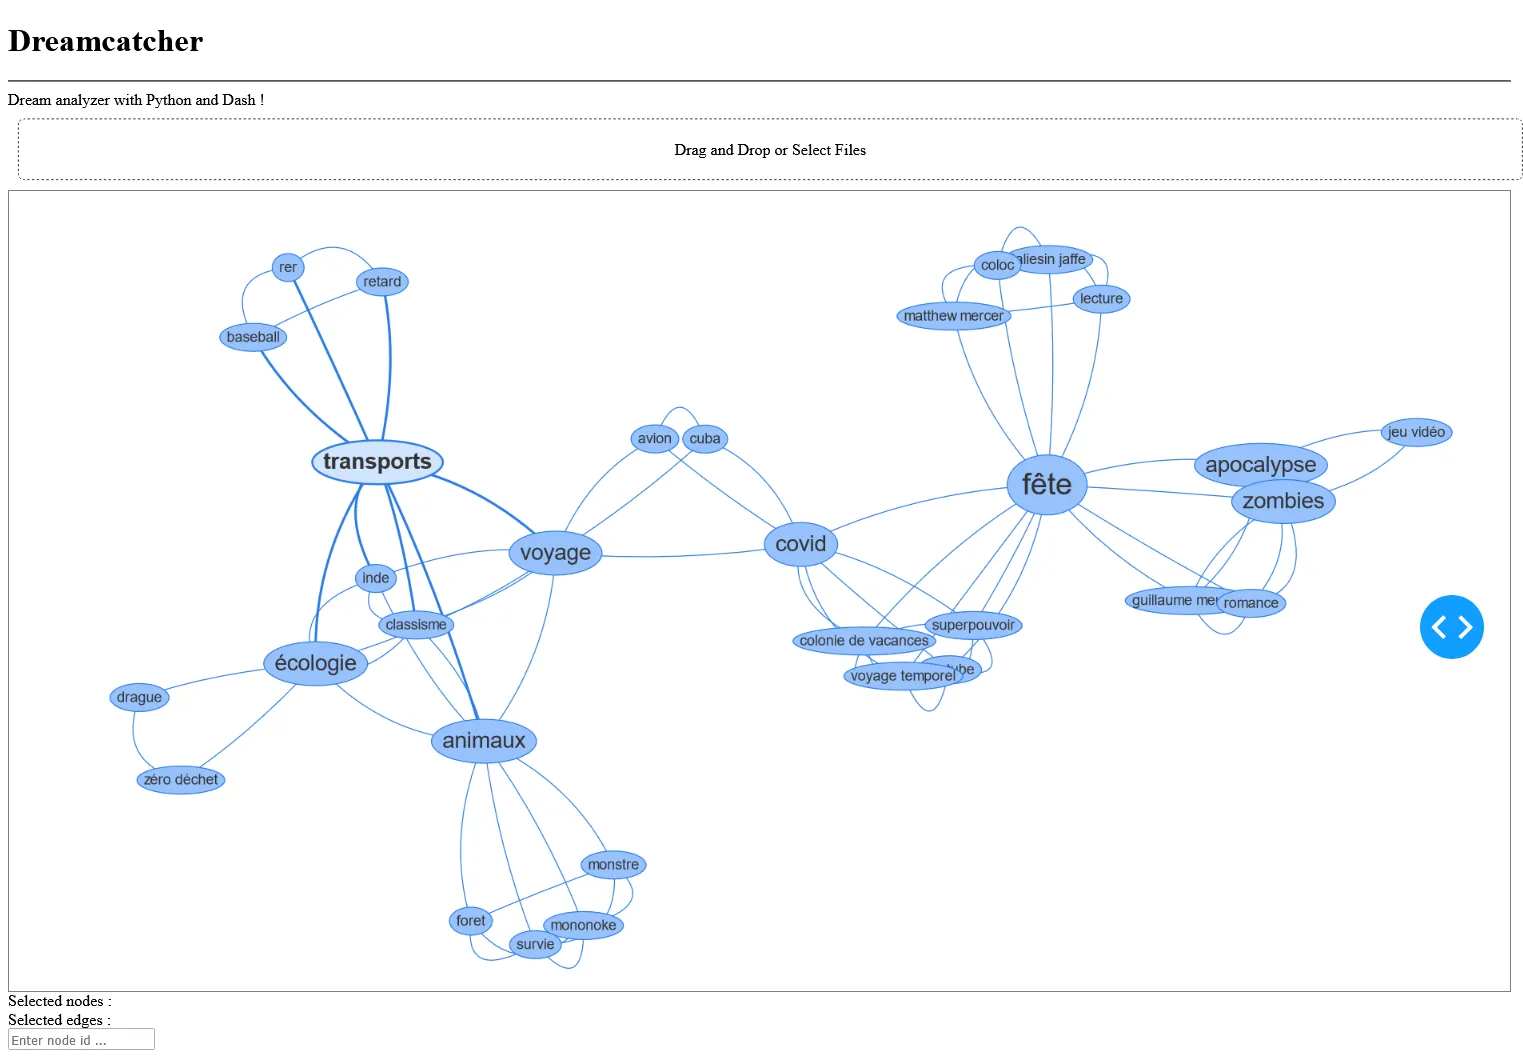 Dreamcatcher
Dream analyzer with Python and Dash !
Drag and Drop or Select Files
rer
retard
baseball
coloc
aliesin jaffe
matthew mercer
lecture
transports
avion
cuba
jeu vidéo
apocalypse
fête
zombies
voyage
covid
inde
classisme
guillaume
romance
superpouvoir
colonie de vacances
voyage temporel
écologie
drague
animaux
zéro déchet
monstre
foret
mononoke
survie
Selected nodes :
Selected edges :
Enter node id ...